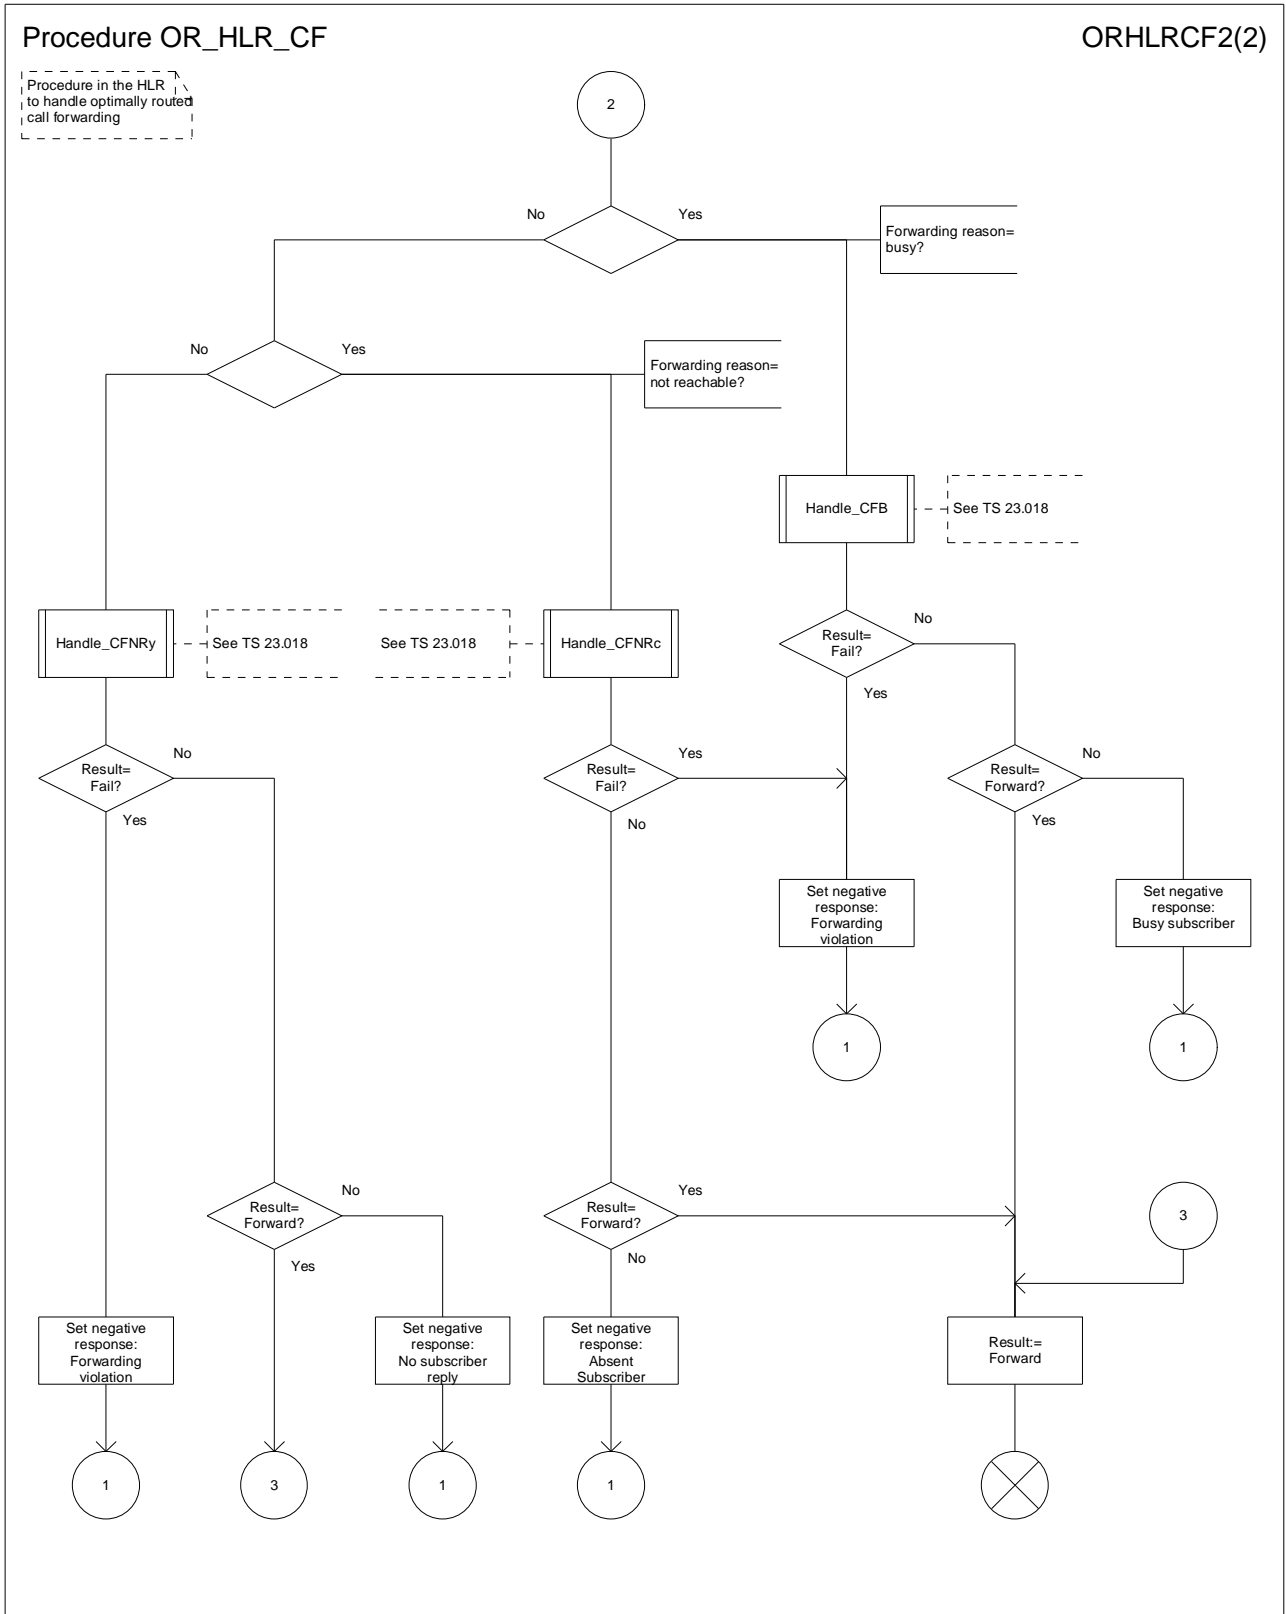 Procedure OR_HLR_CF
ORHLRCF2(2)
Procedure in the HLR
to handle optimally routed
call forwarding
2
No
Yes
Forwarding reason=
busy?
No
Yes
Forwarding reason=
not reachable?
Handle_CFB
See TS 23.018
Handle_CFNRy
See TS 23.018
See TS 23.018
Handle_CFNRc
Result=
Fail?
No
Yes
Result=
Fail?
No
Yes
Result=
Fail?
Yes
No
Result=
Forward?
No
Yes
Set negative
response:
Forwarding
violation
Set negative
response:
Busy subscriber
1
1
Result=
Forward?
No
Yes
Result=
Forward?
Yes
No
3
Set negative
response:
Forwarding
violation
Set negative
response:
No subscriber
reply
Set negative
response:
Absent
Subscriber
Result:=
Forward
1
3
1
1